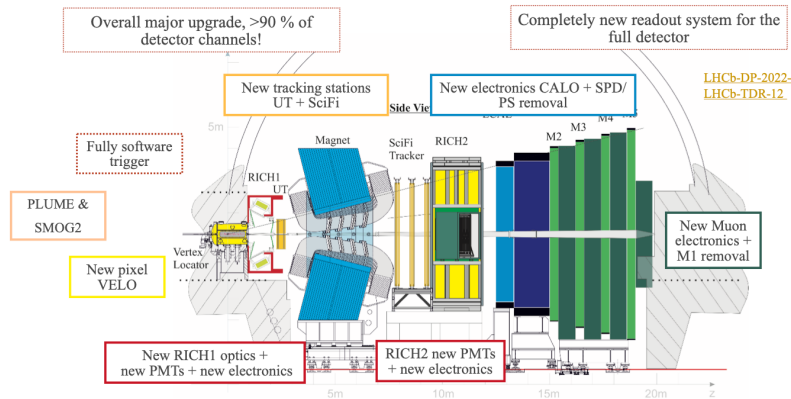 Overall major upgrade, >90 % of
detector channels!
Completely new readout system for the
full detector
New tracking stations
UT + SciFi
New electronics CALO + SPD/
PS removal
LHCb-DP-2022-
LHCb-TDR-12
Side View
5m
Magnet
SciFi
Tracker
RICH2
M2
M3
M4
Fully software
trigger
RICH1
UT
PLUME &
SMOG2
Vertex
Locator
New pixel
VELO
New Muon
electronics +
M1 removal
New RICH1 optics +
new PMTs + new electronics
RICH2 new PMTs
+ new electronics
5m
10m
15m
20m
z